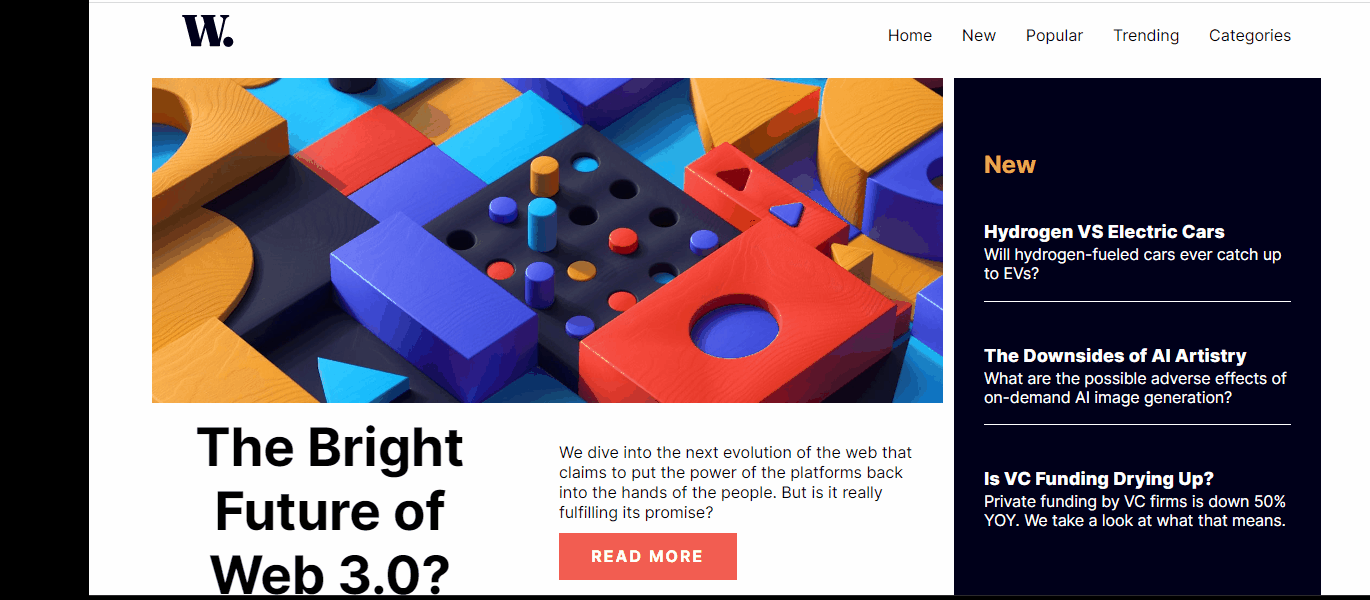 W.
Home New Popular Trending Categories
The Bright
Future of
Web 3.0?
We dive into the next evolution of the web that
claims to put the power of the platforms back
into the hands of the people. But is it really
fulfilling its promise?
READ MORE
New
Hydrogen VS Electric Cars
Will hydrogen-fueled cars ever catch up
to EVs?
The Downsides of AI Artistry
What are the possible adverse effects of
on-demand AI image generation?
Is VC Funding Drying Up?
Private funding by VC firms is down 50%
YOY. We take a look at what that means.